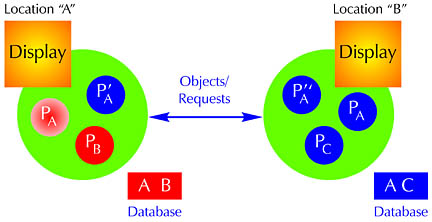 Location “A”
Location “B”
Display
Display
P′A
PA
PB
Objects/
Requests
P″A
PA
PC
A B
A C
Database
Database